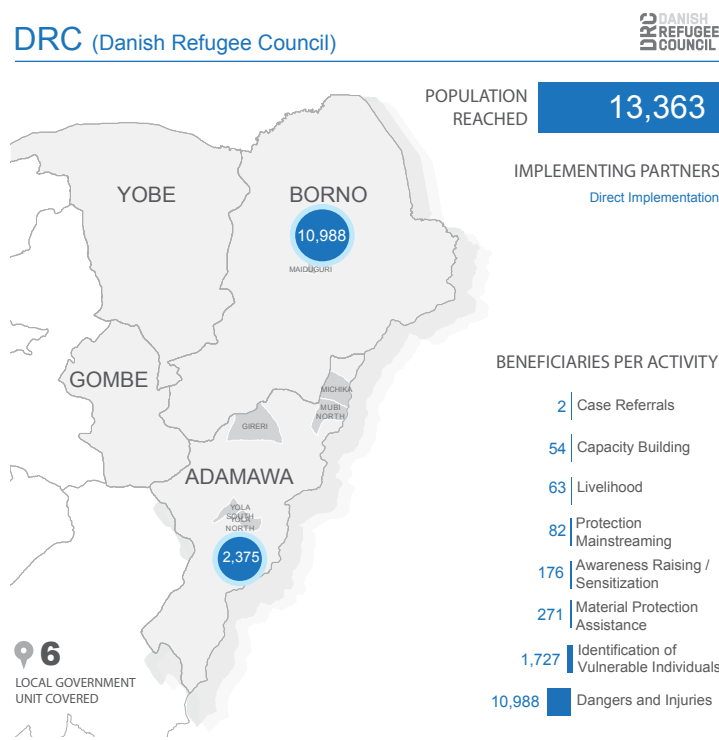 DRC (Danish Refugee Council)
DRC DANISH
REFUGEE
COUNCIL
POPULATION
REACHED
13,363
IMPLEMENTING PARTNERS
Direct Implementation
YOBE
BORNO
10,988
MAIDUGURI
GOMBE
MICHIKA
MUBI
NORTH
GIRERI
ADAMAWA
YOLA
SOUTH
YOLA
NORTH
2,375
6
LOCAL GOVERNMENT
UNIT COVERED
BENEFICIARIES PER ACTIVITY
2 Case Referrals
54 Capacity Building
63 Livelihood
82 Protection
Mainstreaming
176 Awareness Raising /
Sensitization
271 Material Protection
Assistance
1,727 Identification of
Vulnerable Individuals
10,988 Dangers and Injuries